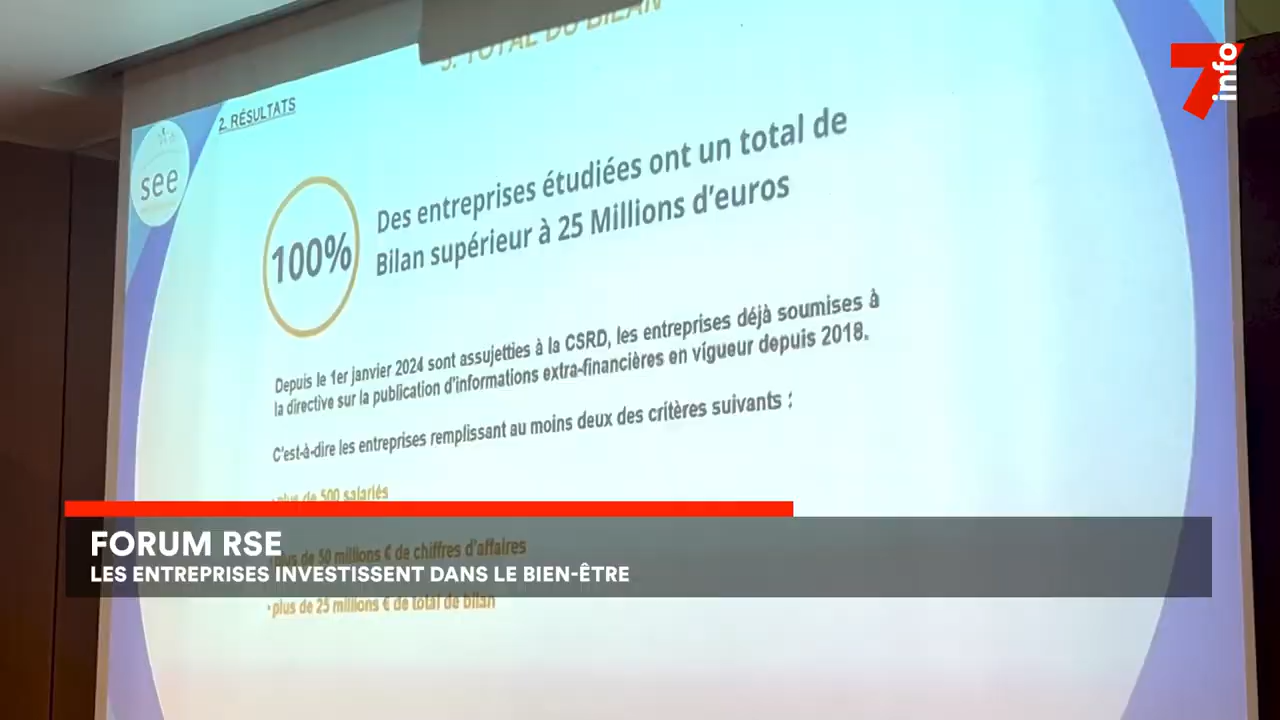 3. TOTAL DU BILAN
2. RÉSULTATS
see
100%
Des entreprises étudiées ont un total de
Bilan supérieur à 25 Millions d'euros
Depuis le 1er janvier 2024 sont assujetties à la CSRD, les entreprises déjà soumises à
la directive sur la publication d'informations extra-financières en vigueur depuis 2018.
C'est-à-dire les entreprises remplissant au moins deux des critères suivants :
• plus de 500 salariés
plus de 50 millions € de chiffres d'affaires
• plus de 25 millions € de total de bilan
7 info
FORUM RSE
LES ENTREPRISES INVESTISSENT DANS LE BIEN-ÊTRE